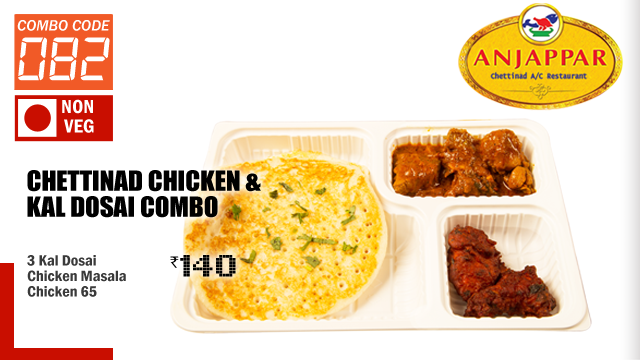 COMBO CODE
082
NON
VEG
ANJAPPAR
Chettinad A/C Restaurant
CHETTINAD CHICKEN &
KAL DOSAI COMBO
3 Kal Dosai
Chicken Masala
Chicken 65
₹140